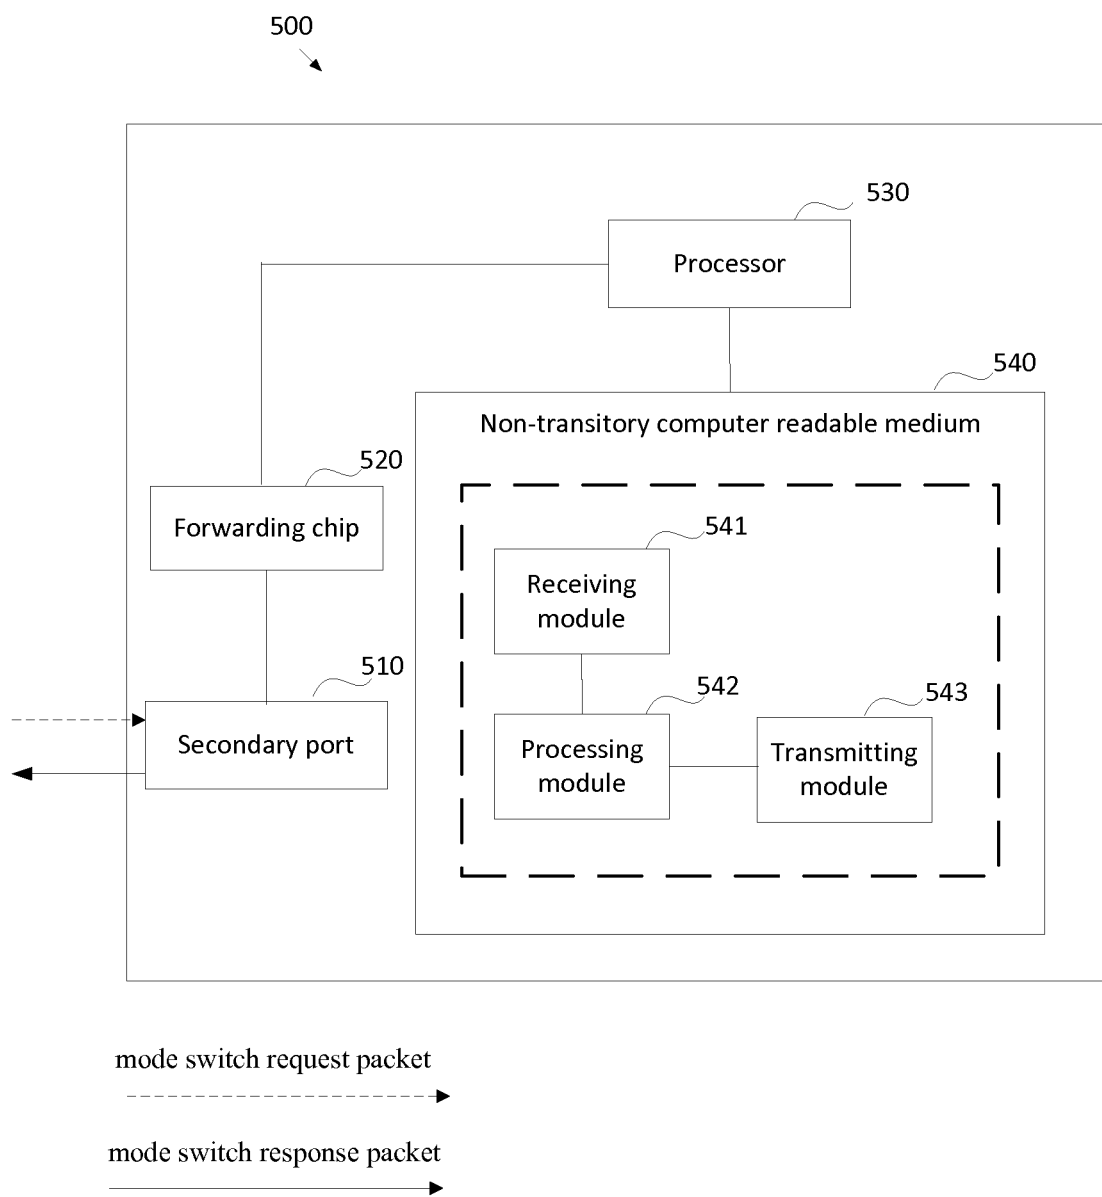 500
530
Processor
540
Non-transitory computer readable medium
520
Forwarding chip
541
Receiving
module
510
Secondary port
542
Processing
module
543
Transmitting
module
mode switch request packet
mode switch response packet